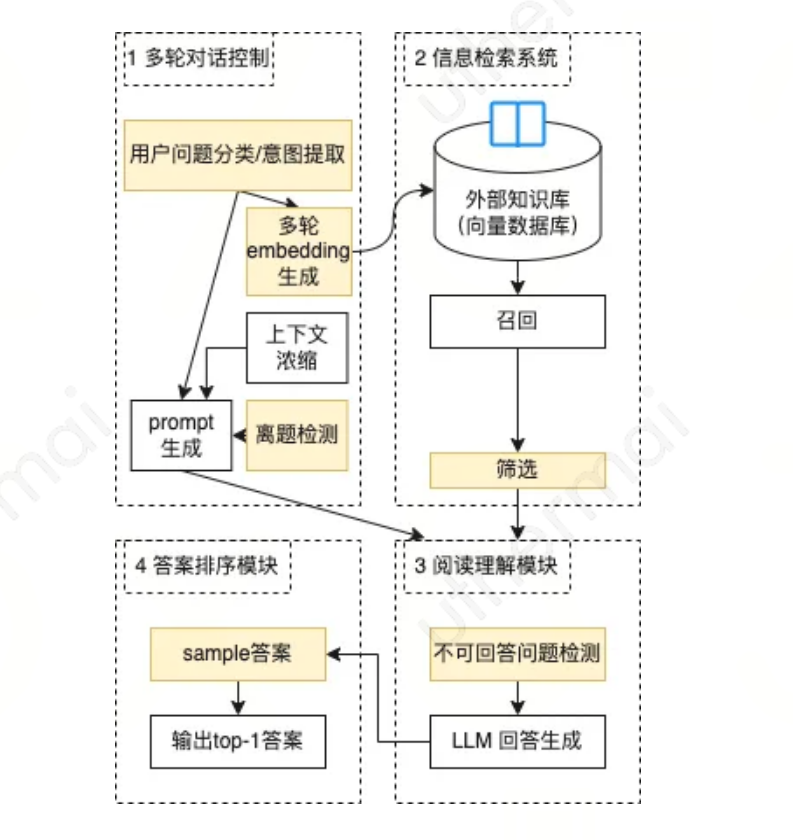 1 多轮对话控制
用户问题分类/意图提取
多轮
embedding
生成
上下文
浓缩
prompt
生成
离题检测
2 信息检索系统
外部知识库
(向量数据库)
召回
筛选
3 阅读理解模块
不可回答问题检测
LLM 回答生成
4 答案排序模块
sample答案
输出top-1答案
uthermai
uthermai
uthermai